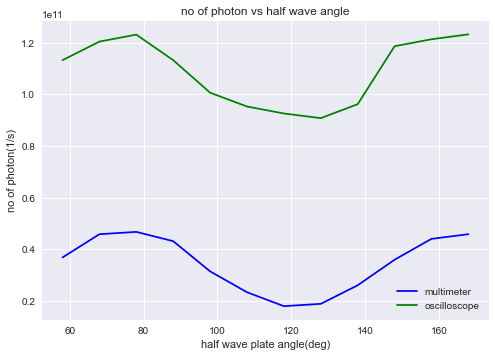 no of photon vs half wave angle
1e11
1.2
1.0
0.8
0.6
0.4
0.2
no of photon(1/s)
60 80 100 120 140 160
half wave plate angle(deg)
multimeter
oscilloscope